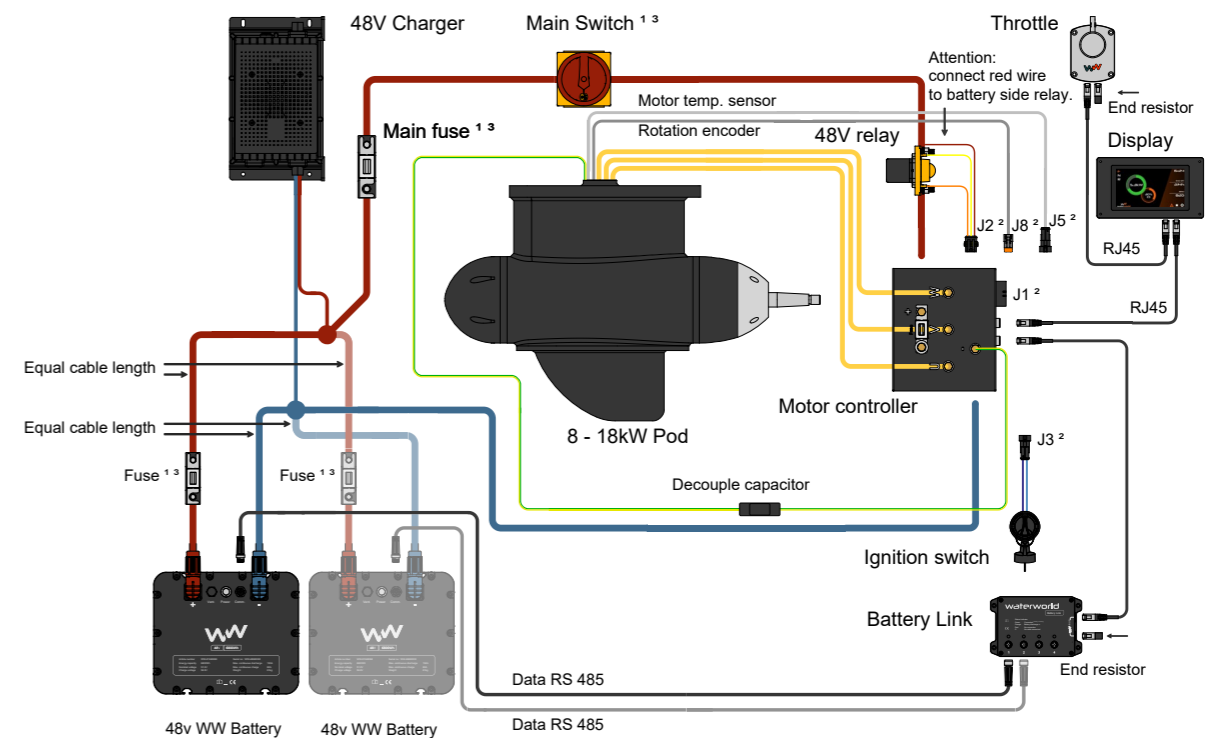 48V Charger
Main Switch ¹ ³
Throttle
Attention:
connect red wire
to battery side relay.
End resistor
Motor temp. sensor
Main fuse ¹ ³
Rotation encoder
48V relay
Display
J2 ²
J8 ²
J5 ²
RJ45
J1 ²
RJ45
Equal cable length
Motor controller
Equal cable length
8 - 18kW Pod
J3 ²
Fuse ¹ ³
Fuse ¹ ³
Decouple capacitor
Ignition switch
+
-
+
-
waterworld
Battery Link
End resistor
Data RS 485
Data RS 485
48v WW Battery
48v WW Battery